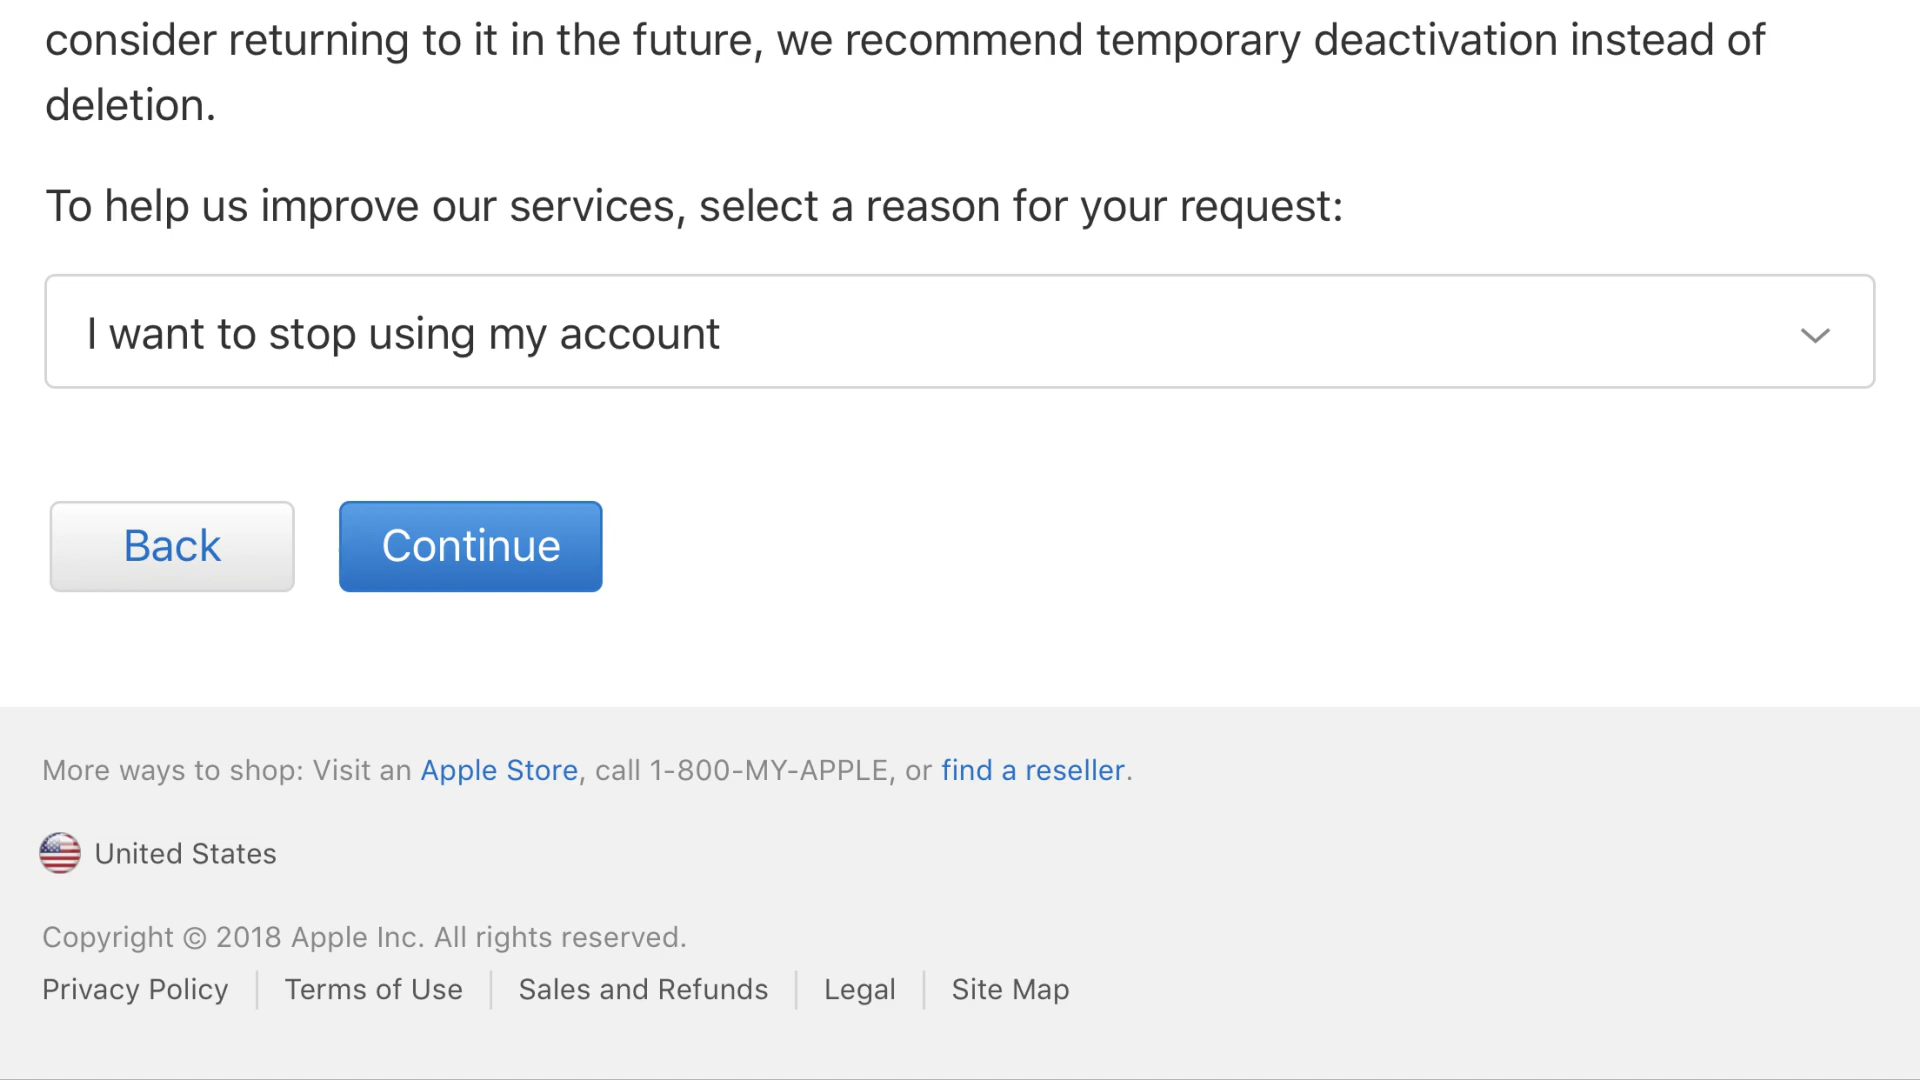 consider returning to it in the future, we recommend temporary deactivation instead of
deletion.
To help us improve our services, select a reason for your request:
I want to stop using my account
Back Continue
More ways to shop: Visit an Apple Store, call 1-800-MY-APPLE, or find a reseller.
United States
Copyright © 2018 Apple Inc. All rights reserved.
Privacy Policy | Terms of Use | Sales and Refunds | Legal | Site Map